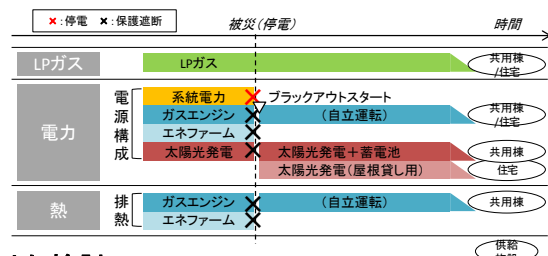 ×:停電 ×:保護遮断
被災(停電)
時間
LPガス
LPガス
共用棟
/住宅
電力
電源構成
系統電力
ブラックアウトスタート
ガスエンジン
(自立運転)
共用棟
/住宅
エネファーム
太陽光発電
太陽光発電+蓄電池
共用棟
太陽光発電(屋根貸し用)
住宅
熱
排熱
ガスエンジン
(自立運転)
共用棟
エネファーム
供給